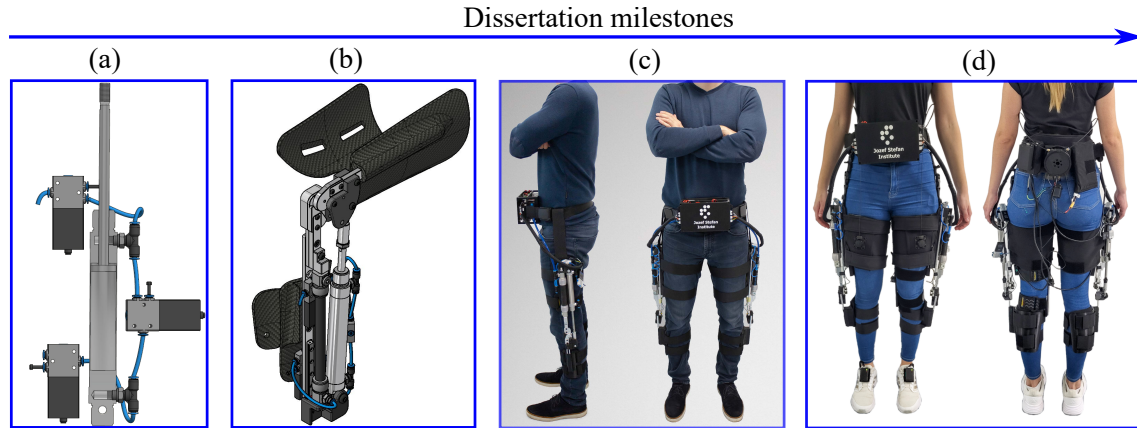 Dissertation milestones
(a)
(b)
(c)
(d)
Jozef Stefan
Institute
Jozef Stefan
Institute